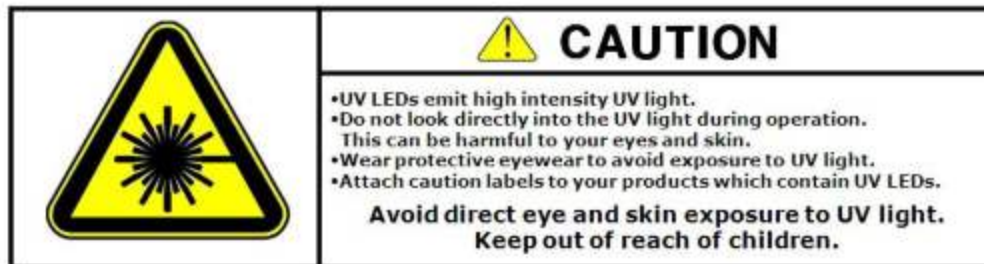 CAUTION
•UV LEDs emit high intensity UV light.
•Do not look directly into the UV light during operation.
This can be harmful to your eyes and skin.
•Wear protective eyewear to avoid exposure to UV light.
•Attach caution labels to your products which contain UV LEDs.
Avoid direct eye and skin exposure to UV light.
Keep out of reach of children.